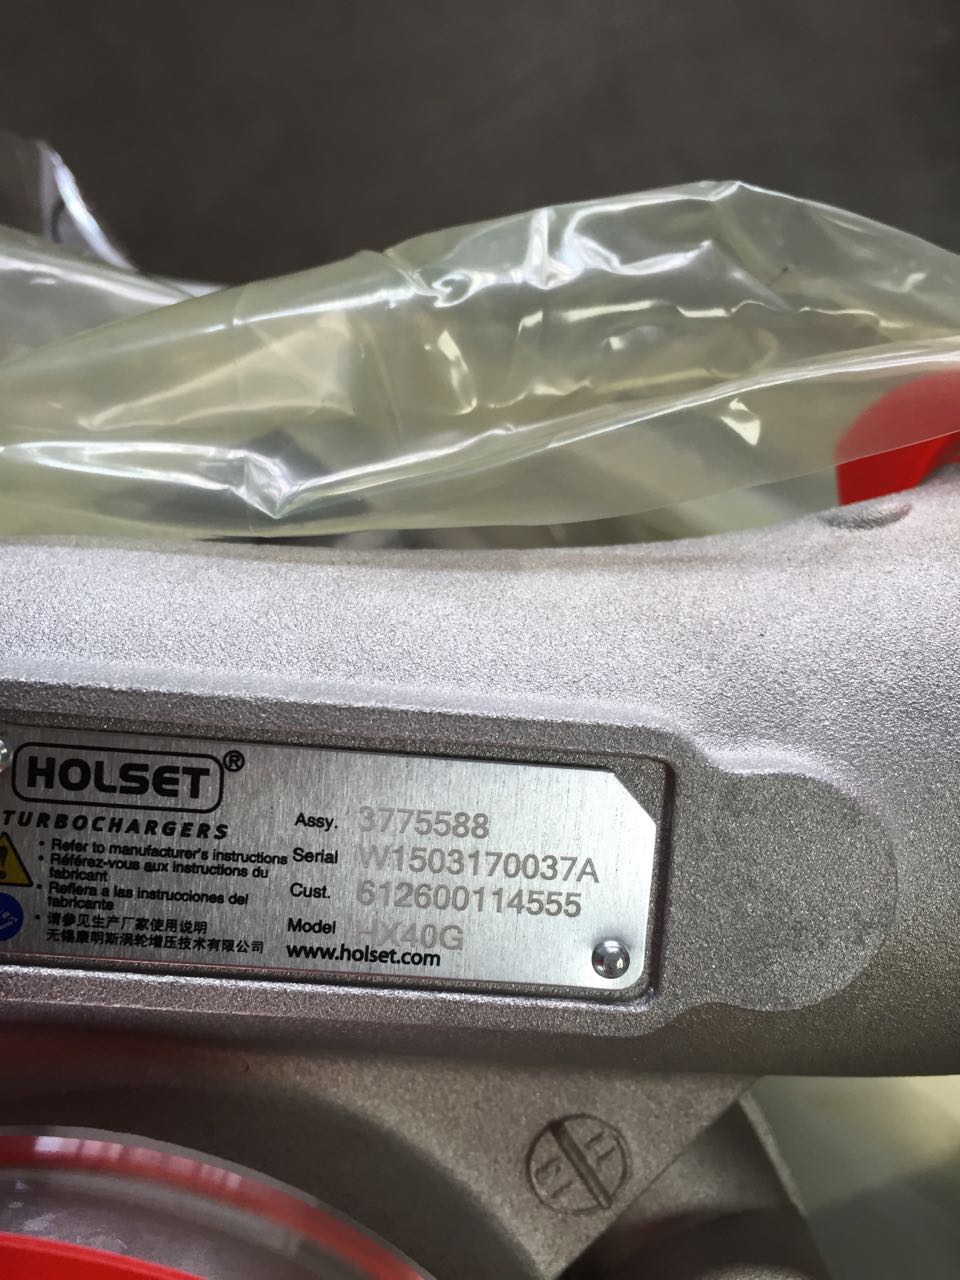 HOLSET®
TURBOCHARGERS
• Refer to manufacturer's instructions
• Référez-vous aux instructions du
fabricant
• Refiera a las instrucciones del
fabricante
• 请参见生产厂家使用说明
无锡康明斯涡轮增压技术有限公司
Assy. 3775588
Serial W1503170037A
Cust. 612600114555
Model HX40G
www.holset.com